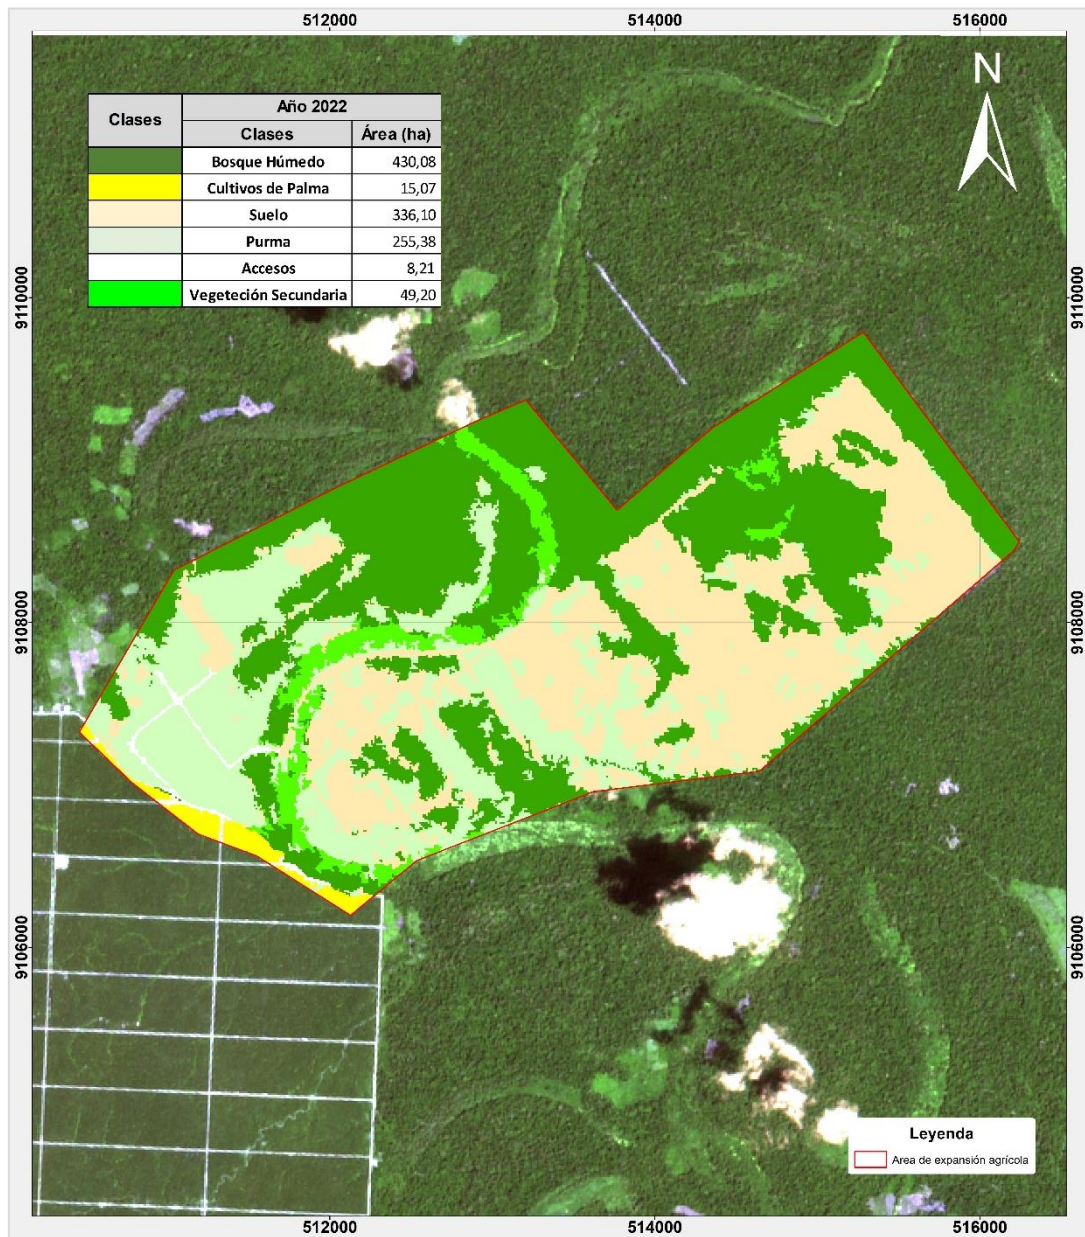 512000 514000 516000
N
Clases Año 2022
Clases Área (ha)
Bosque Húmedo 430,08
Cultivos de Palma 15,07
Suelo 336,10
Purma 255,38
Accesos 8,21
Vegeteción Secundaria 49,20
9110000 9110000
9108000 9108000
9106000 9106000
Leyenda
Area de expansión agrícola
512000 514000 516000